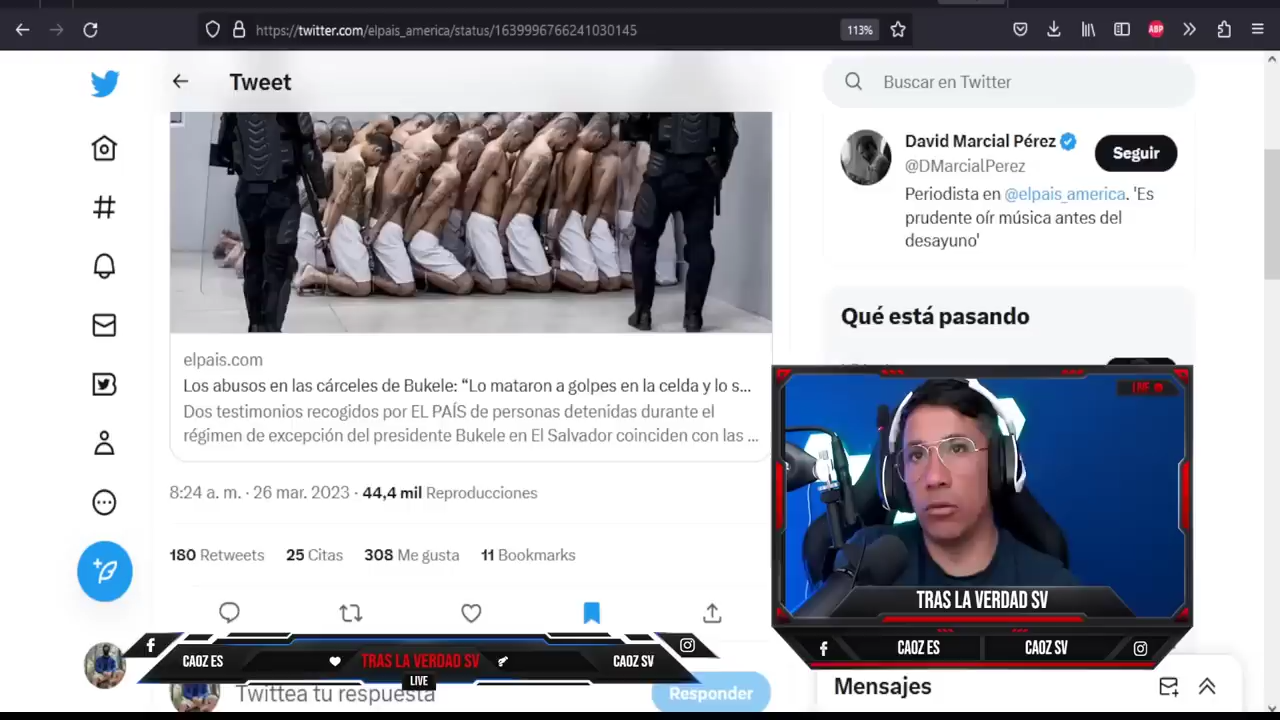 https://twitter.com/elpais_america/status/1639996766241030145
113%
ABP
Tweet
Buscar en Twitter
David Marcial Pérez
@DMarcialPerez
Seguir
Periodista en @elpais_america. 'Es
prudente oír música antes del
desayuno'
Qué está pasando
elpais.com
Los abusos en las cárceles de Bukele: “Lo mataron a golpes en la celda y lo s...
Dos testimonios recogidos por EL PAÍS de personas detenidas durante el
régimen de excepción del presidente Bukele en El Salvador coinciden con las ...
8:24 a. m. · 26 mar. 2023 · 44,4 mil Reproducciones
180 Retweets 25 Citas 308 Me gusta 11 Bookmarks
LIVE
TRAS LA VERDAD SV
CAOZ ES
CAOZ SV
CAOZ ES
TRAS LA VERDAD SV
CAOZ SV
LIVE
Twittea tu respuesta
Responder
Mensajes